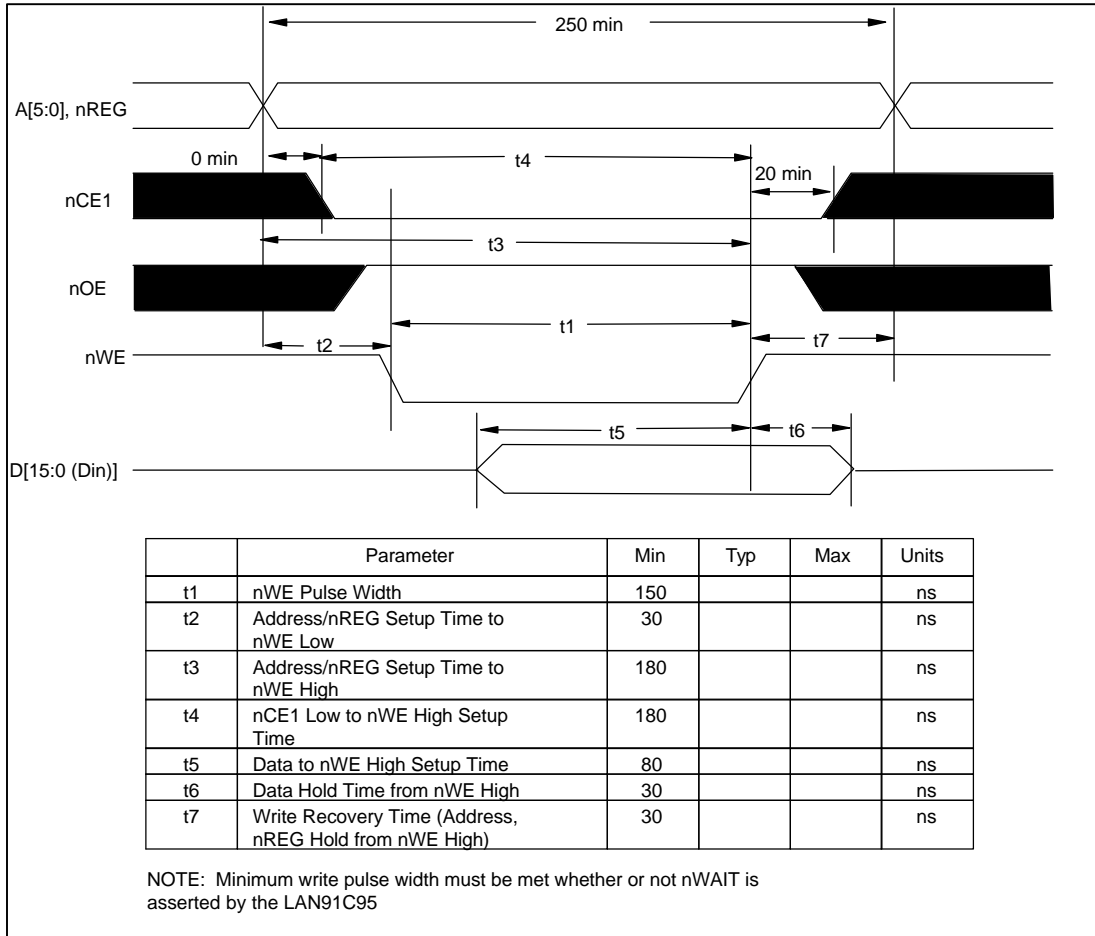 250 min
A[5:0], nREG
0 min
t4
20 min
nCE1
t3
nOE
t1
t2
t7
nWE
t5
t6
D[15:0 (Din)]
Parameter Min Typ Max Units
t1 nWE Pulse Width 150 ns
t2 Address/nREG Setup Time to 30 ns
nWE Low
t3 Address/nREG Setup Time to 180 ns
nWE High
t4 nCE1 Low to nWE High Setup 180 ns
Time
t5 Data to nWE High Setup Time 80 ns
t6 Data Hold Time from nWE High 30 ns
t7 Write Recovery Time (Address, 30 ns
nREG Hold from nWE High)
NOTE: Minimum write pulse width must be met whether or not nWAIT is
asserted by the LAN91C95